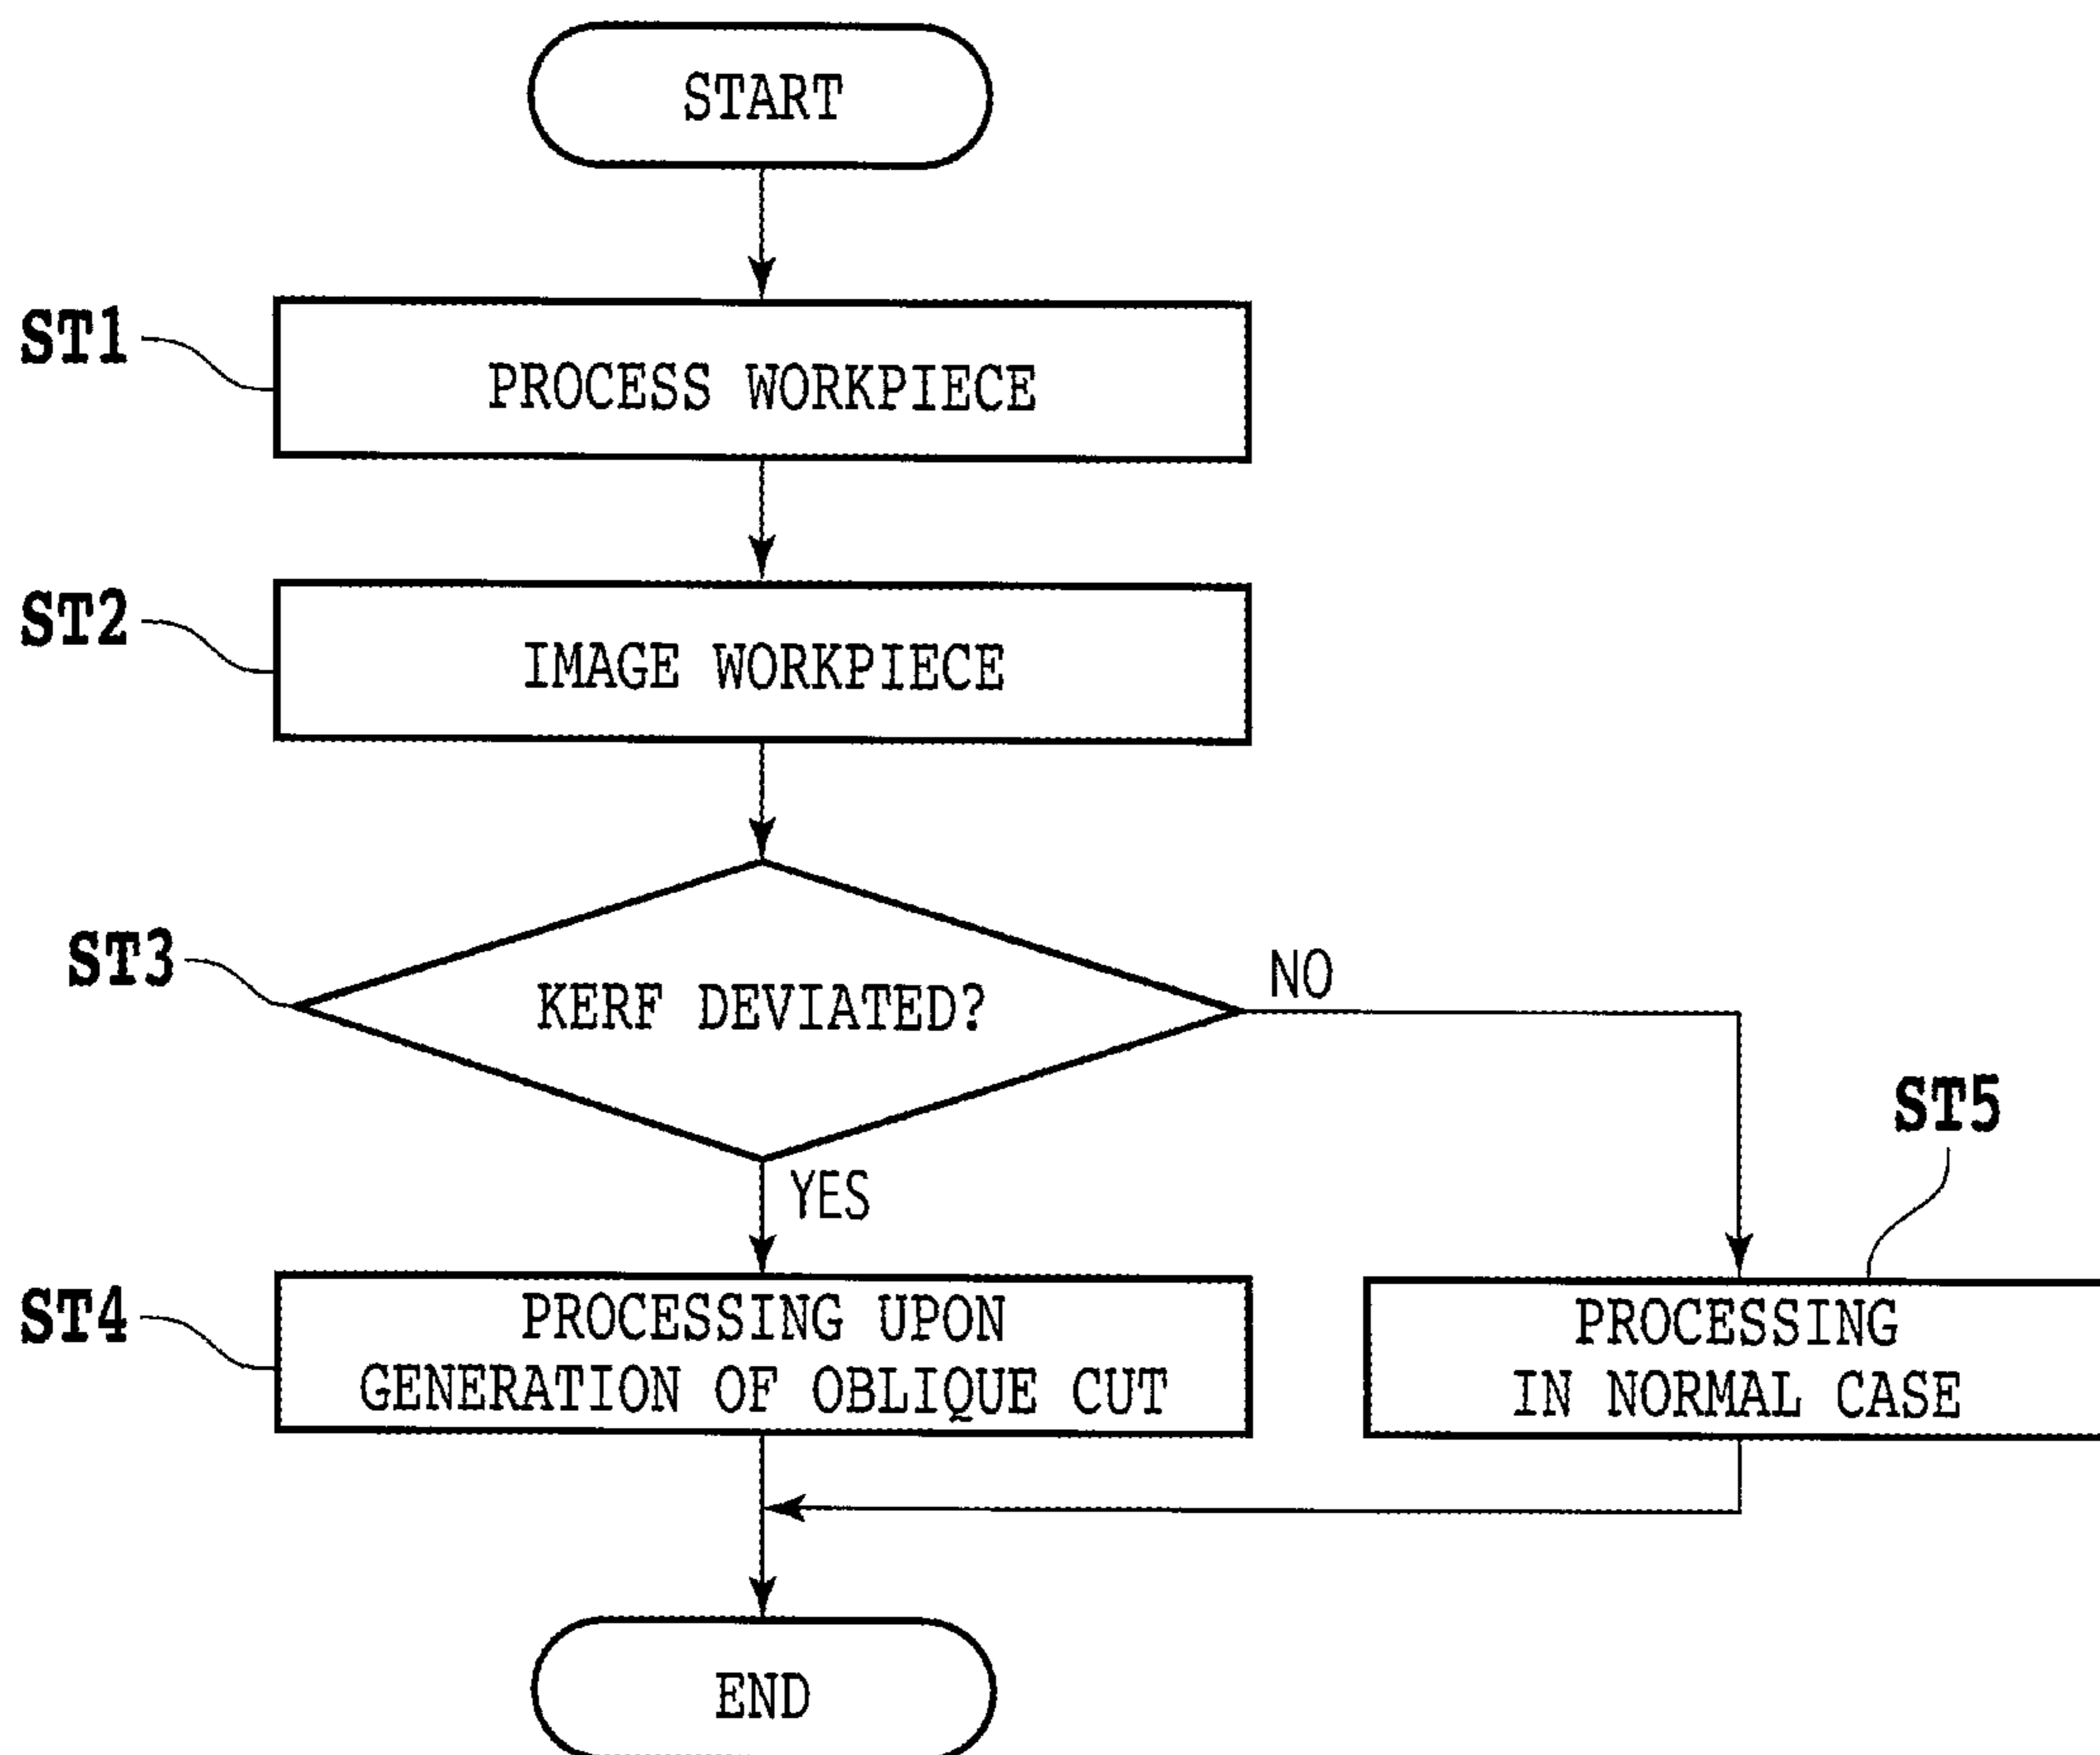 START
ST1
PROCESS WORKPIECE
ST2
IMAGE WORKPIECE
ST3
KERF DEVIATED?
NO
YES
ST5
ST4
PROCESSING UPON
GENERATION OF OBLIQUE CUT
PROCESSING
IN NORMAL CASE
END